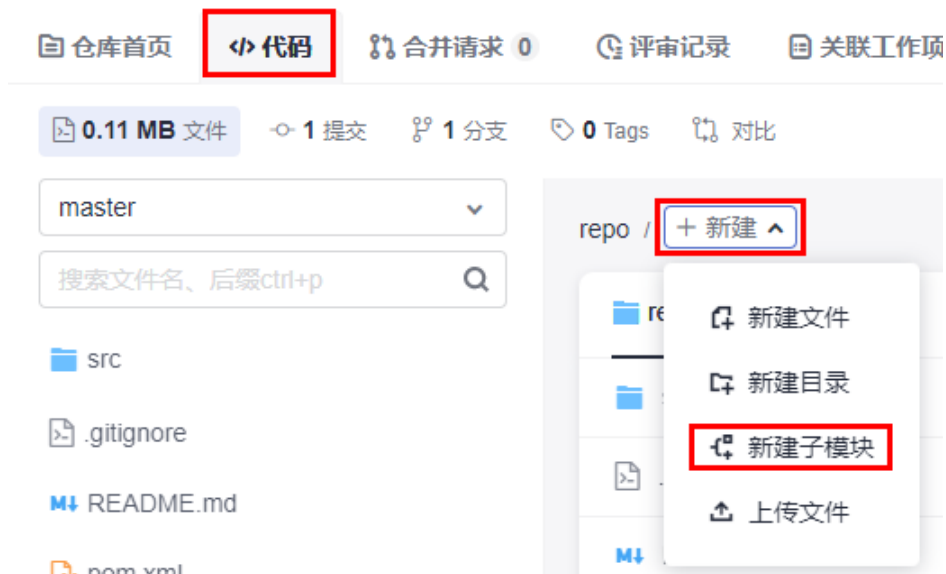 仓库首页 </> 代码 合并请求 0 评审记录 关联工作项
0.11 MB 文件 1 提交 1 分支 0 Tags 对比
master
搜索文件名、后缀ctrl+p
src
.gitignore
README.md
pom.xml
repo / + 新建
re
新建文件
新建目录
新建子模块
上传文件